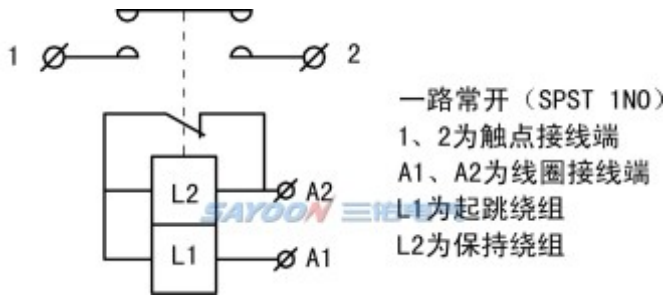 1
2
一路常开（SPST 1NO）
1、2为触点接线端
A1、A2为线圈接线端
L1为起跳绕组
L2为保持绕组
L2
A2
SAYOON 三佑
L1
A1